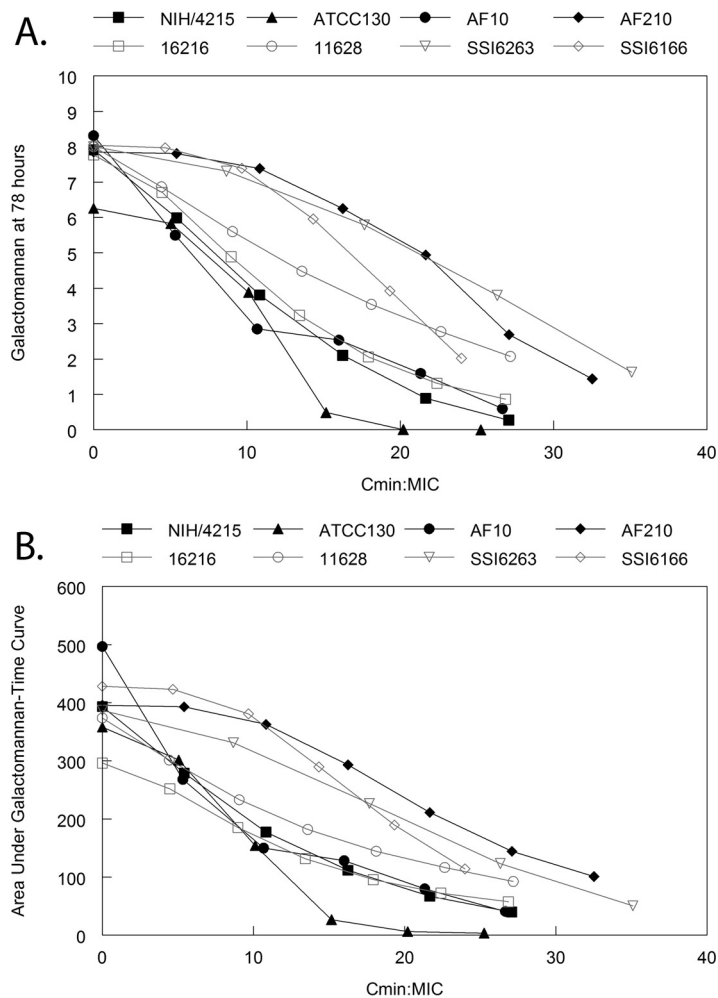 A.
NIH/4215 ATCC130 AF10 AF210
16216 11628 SSI6263 SSI6166
10
9
8
7
6
5
4
3
2
1
0
Galactomannan at 78 hours
0 10 20 30 40
Cmin:MIC
B.
NIH/4215 ATCC130 AF10 AF210
16216 11628 SSI6263 SSI6166
600
500
400
300
200
100
0
Area Under Galactomannan-Time Curve
0 10 20 30 40
Cmin:MIC